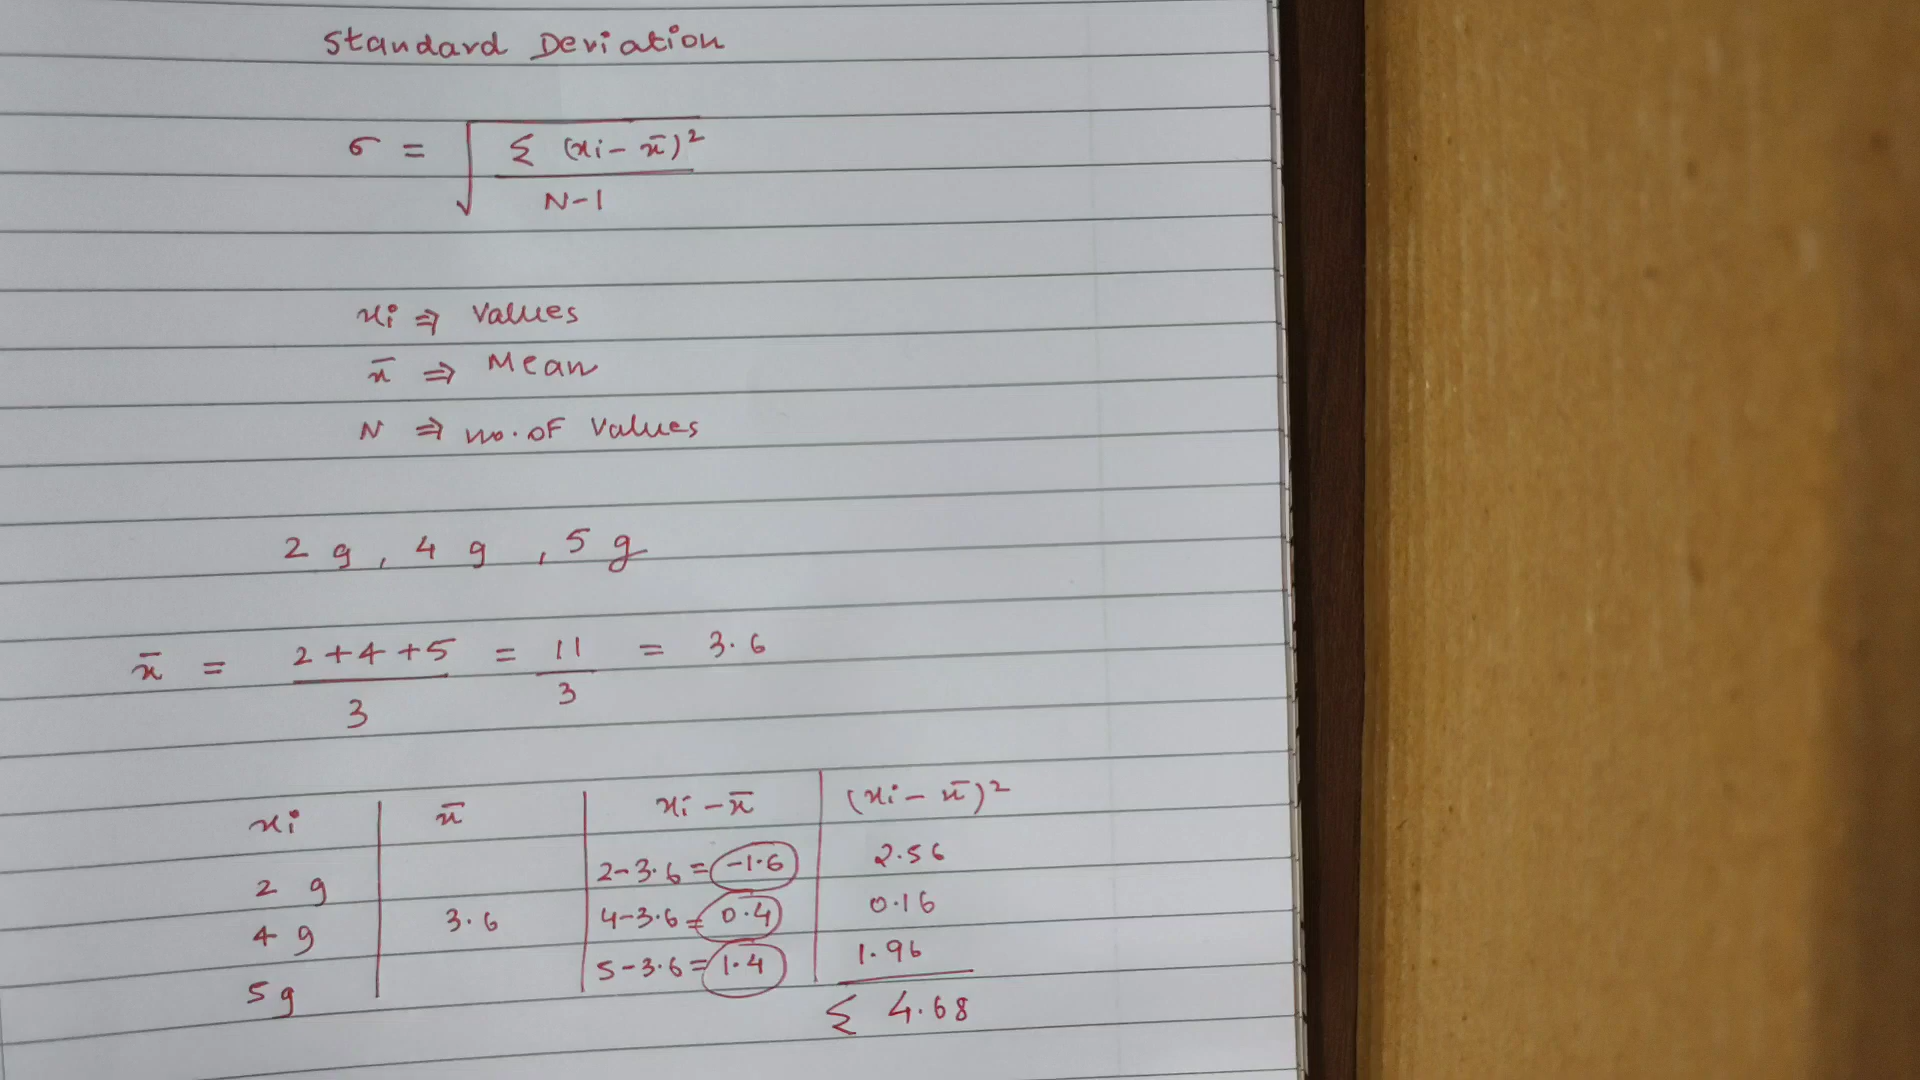 Standard Deviation
σ = √ Σ (xi - x̄)² / N-1
xi ⇒ Values
x̄ ⇒ Mean
N ⇒ no. of Values
2 g, 4 g, 5 g
x̄ = 2+4+5 / 3 = 11 / 3 = 3.6
xi | x̄ | xi - x̄ | (xi - x̄)²
2 g | | 2-3.6 = -1.6 | 2.56
4 g | 3.6 | 4-3.6 = 0.4 | 0.16
5 g | | 5-3.6 = 1.4 | 1.96
Σ 4.68